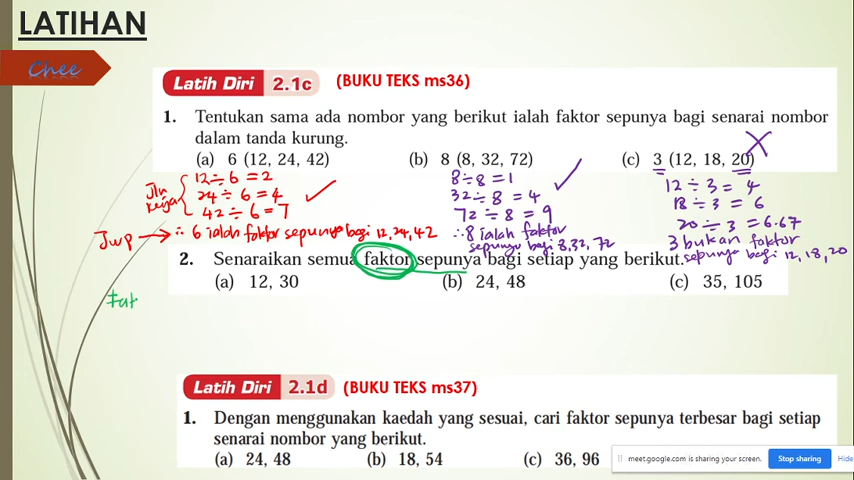 LATIHAN
Chee
Latih Diri 2.1c (BUKU TEKS ms36)
1. Tentukan sama ada nombor yang berikut ialah faktor sepunya bagi senarai nombor
dalam tanda kurung.
(a) 6 (12, 24, 42) (b) 8 (8, 32, 72) (c) 3 (12, 18, 20)
Jln kerja
12 ÷ 6 = 2
24 ÷ 6 = 4
42 ÷ 6 = 7
Jwp → ∴ 6 ialah faktor sepunya bagi 12, 24, 42
8 ÷ 8 = 1
32 ÷ 8 = 4
72 ÷ 8 = 9
∴ 8 ialah faktor
sepunya bagi 8, 32, 72
12 ÷ 3 = 4
18 ÷ 3 = 6
20 ÷ 3 = 6.67
3 bukan faktor
sepunya bagi 12, 18, 20
2. Senaraikan semua faktor sepunya bagi setiap yang berikut.
(a) 12, 30 (b) 24, 48 (c) 35, 105
Latih Diri 2.1d (BUKU TEKS ms37)
1. Dengan menggunakan kaedah yang sesuai, cari faktor sepunya terbesar bagi setiap
senarai nombor yang berikut.
(a) 24, 48 (b) 18, 54 (c) 36, 96
meet.google.com is sharing your screen. Stop sharing Hide